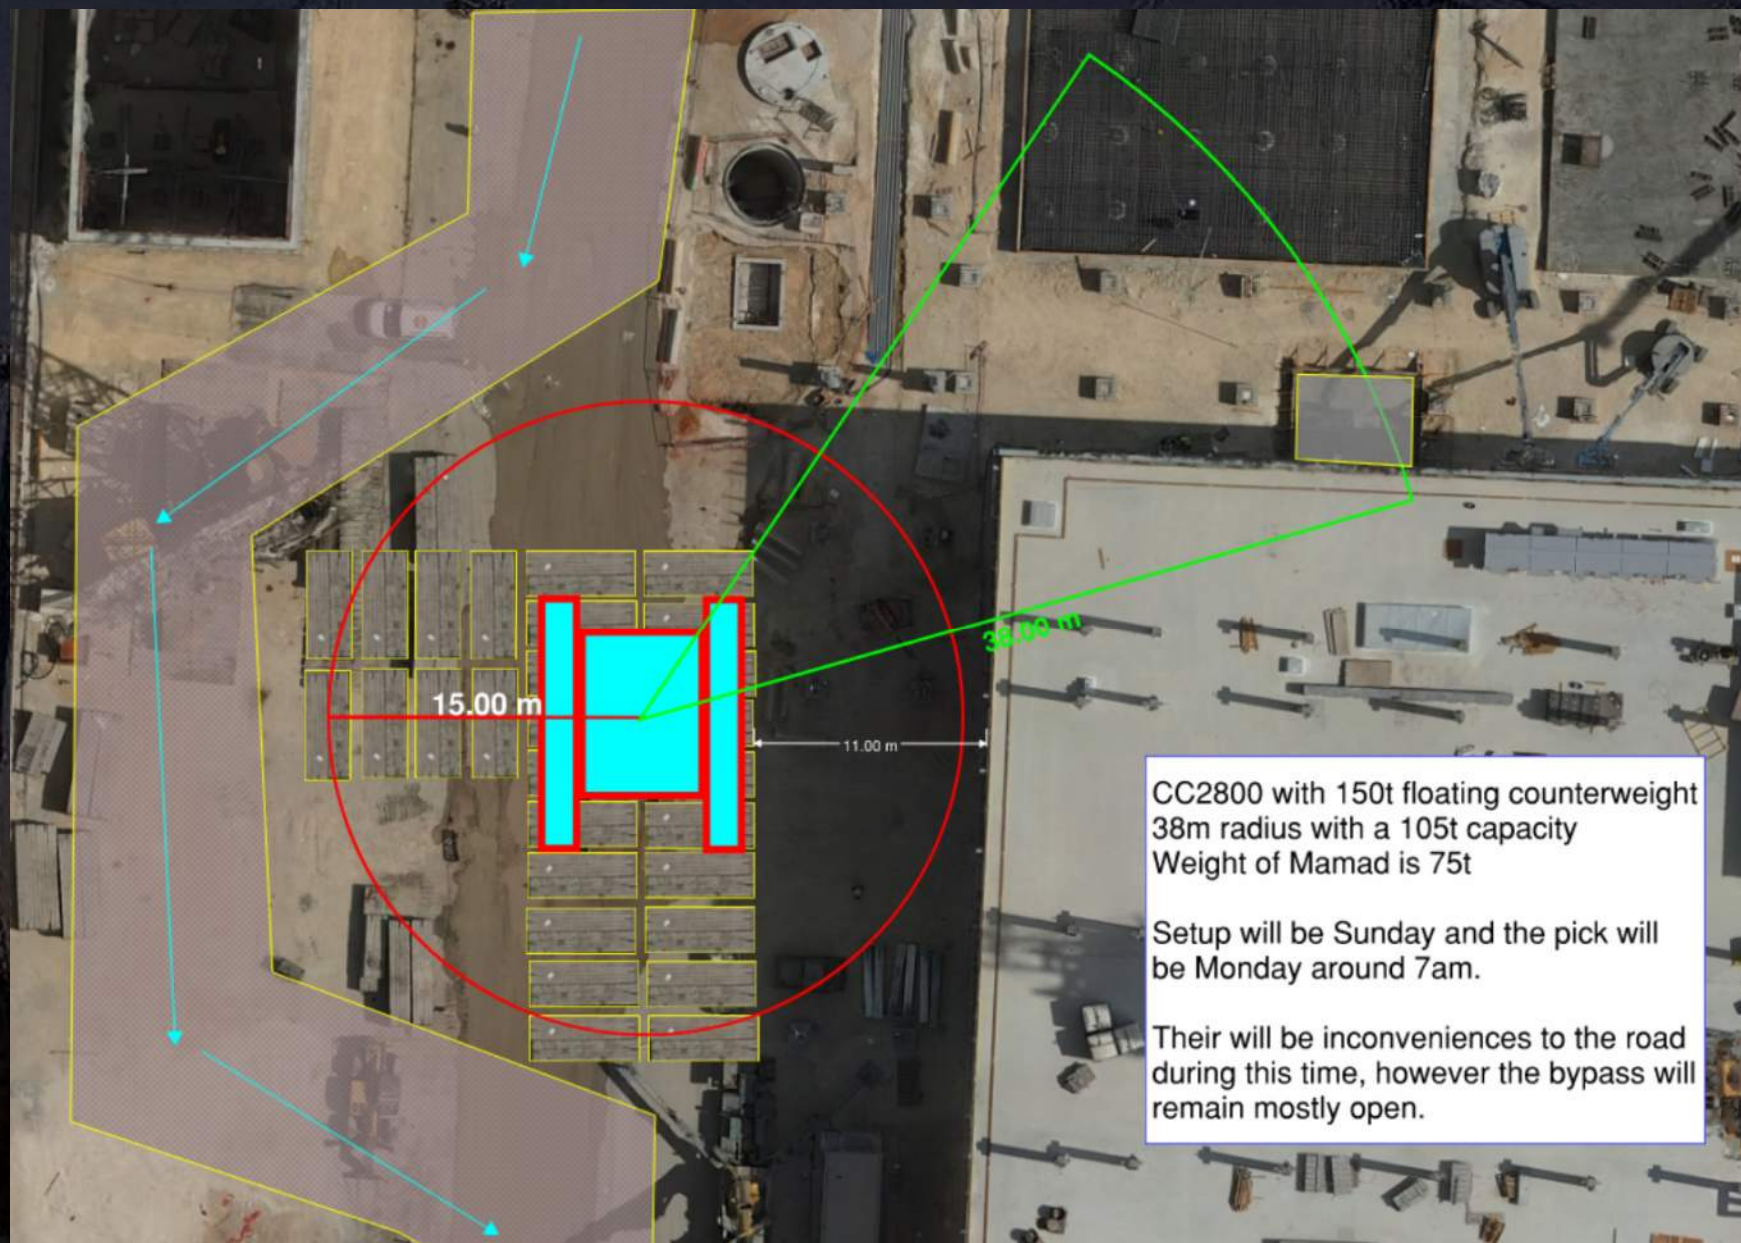 38.00 m
15.00 m
11.00 m
CC2800 with 150t floating counterweight
38m radius with a 105t capacity
Weight of Mamad is 75t
Setup will be Sunday and the pick will
be Monday around 7am.
Their will be inconveniences to the road
during this time, however the bypass will
remain mostly open.